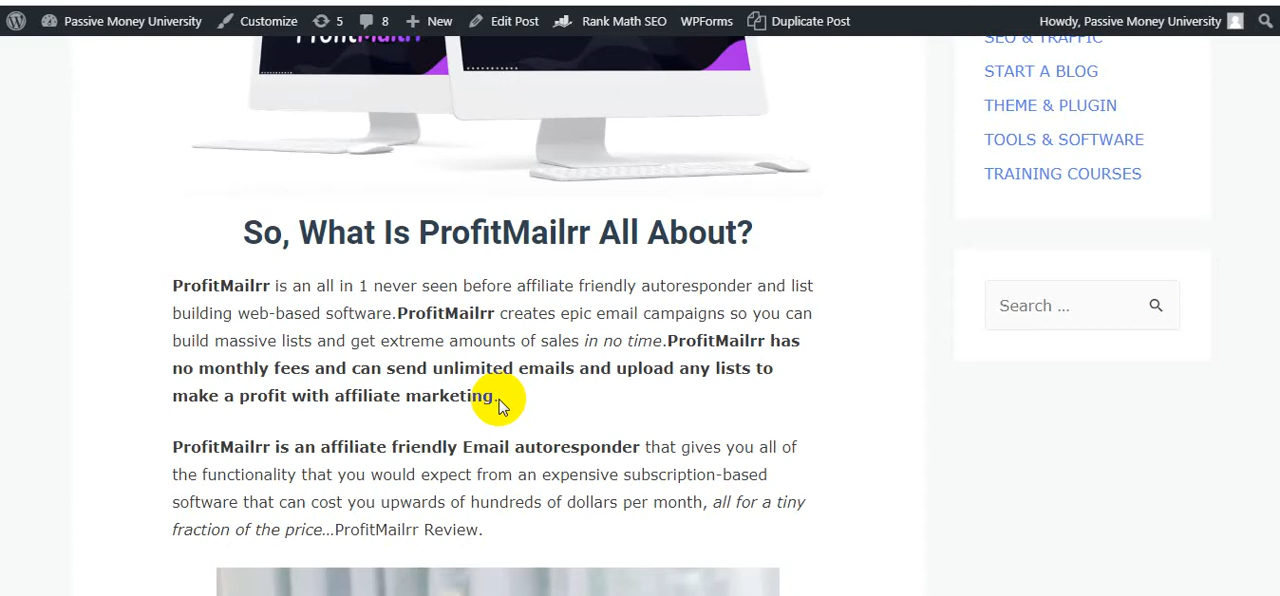 Passive Money University Customize 5 8 New Edit Post Rank Math SEO WPForms Duplicate Post Howdy, Passive Money University
ProfitMailrr
SEO & TRAFFIC
START A BLOG
THEME & PLUGIN
TOOLS & SOFTWARE
TRAINING COURSES
So, What Is ProfitMailrr All About?
ProfitMailrr is an all in 1 never seen before affiliate friendly autoresponder and list
building web-based software.ProfitMailrr creates epic email campaigns so you can
build massive lists and get extreme amounts of sales in no time.ProfitMailrr has
no monthly fees and can send unlimited emails and upload any lists to
make a profit with affiliate marketing.
Search ...
ProfitMailrr is an affiliate friendly Email autoresponder that gives you all of
the functionality that you would expect from an expensive subscription-based
software that can cost you upwards of hundreds of dollars per month, all for a tiny
fraction of the price...ProfitMailrr Review.